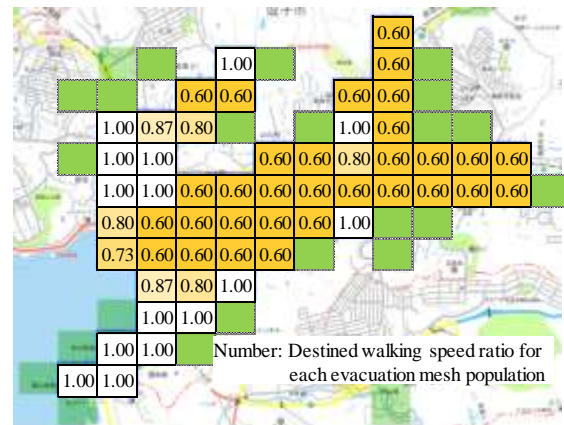 逗子市
0.60
1.00 0.60
0.60 0.60 0.60 0.60
1.00 0.87 0.80 1.00 0.60
1.00 1.00 0.60 0.60 0.80 0.60 0.60 0.60 0.60
1.00 1.00 0.60 0.60 0.60 0.60 0.60 0.60 0.60 0.60 0.60
0.80 0.60 0.60 0.60 0.60 0.60 1.00
0.73 0.60 0.60 0.60 0.60
0.87 0.80 1.00
1.00 1.00
1.00 1.00
Number: Destined walking speed ratio for
each evacuation mesh population
1.00 1.00